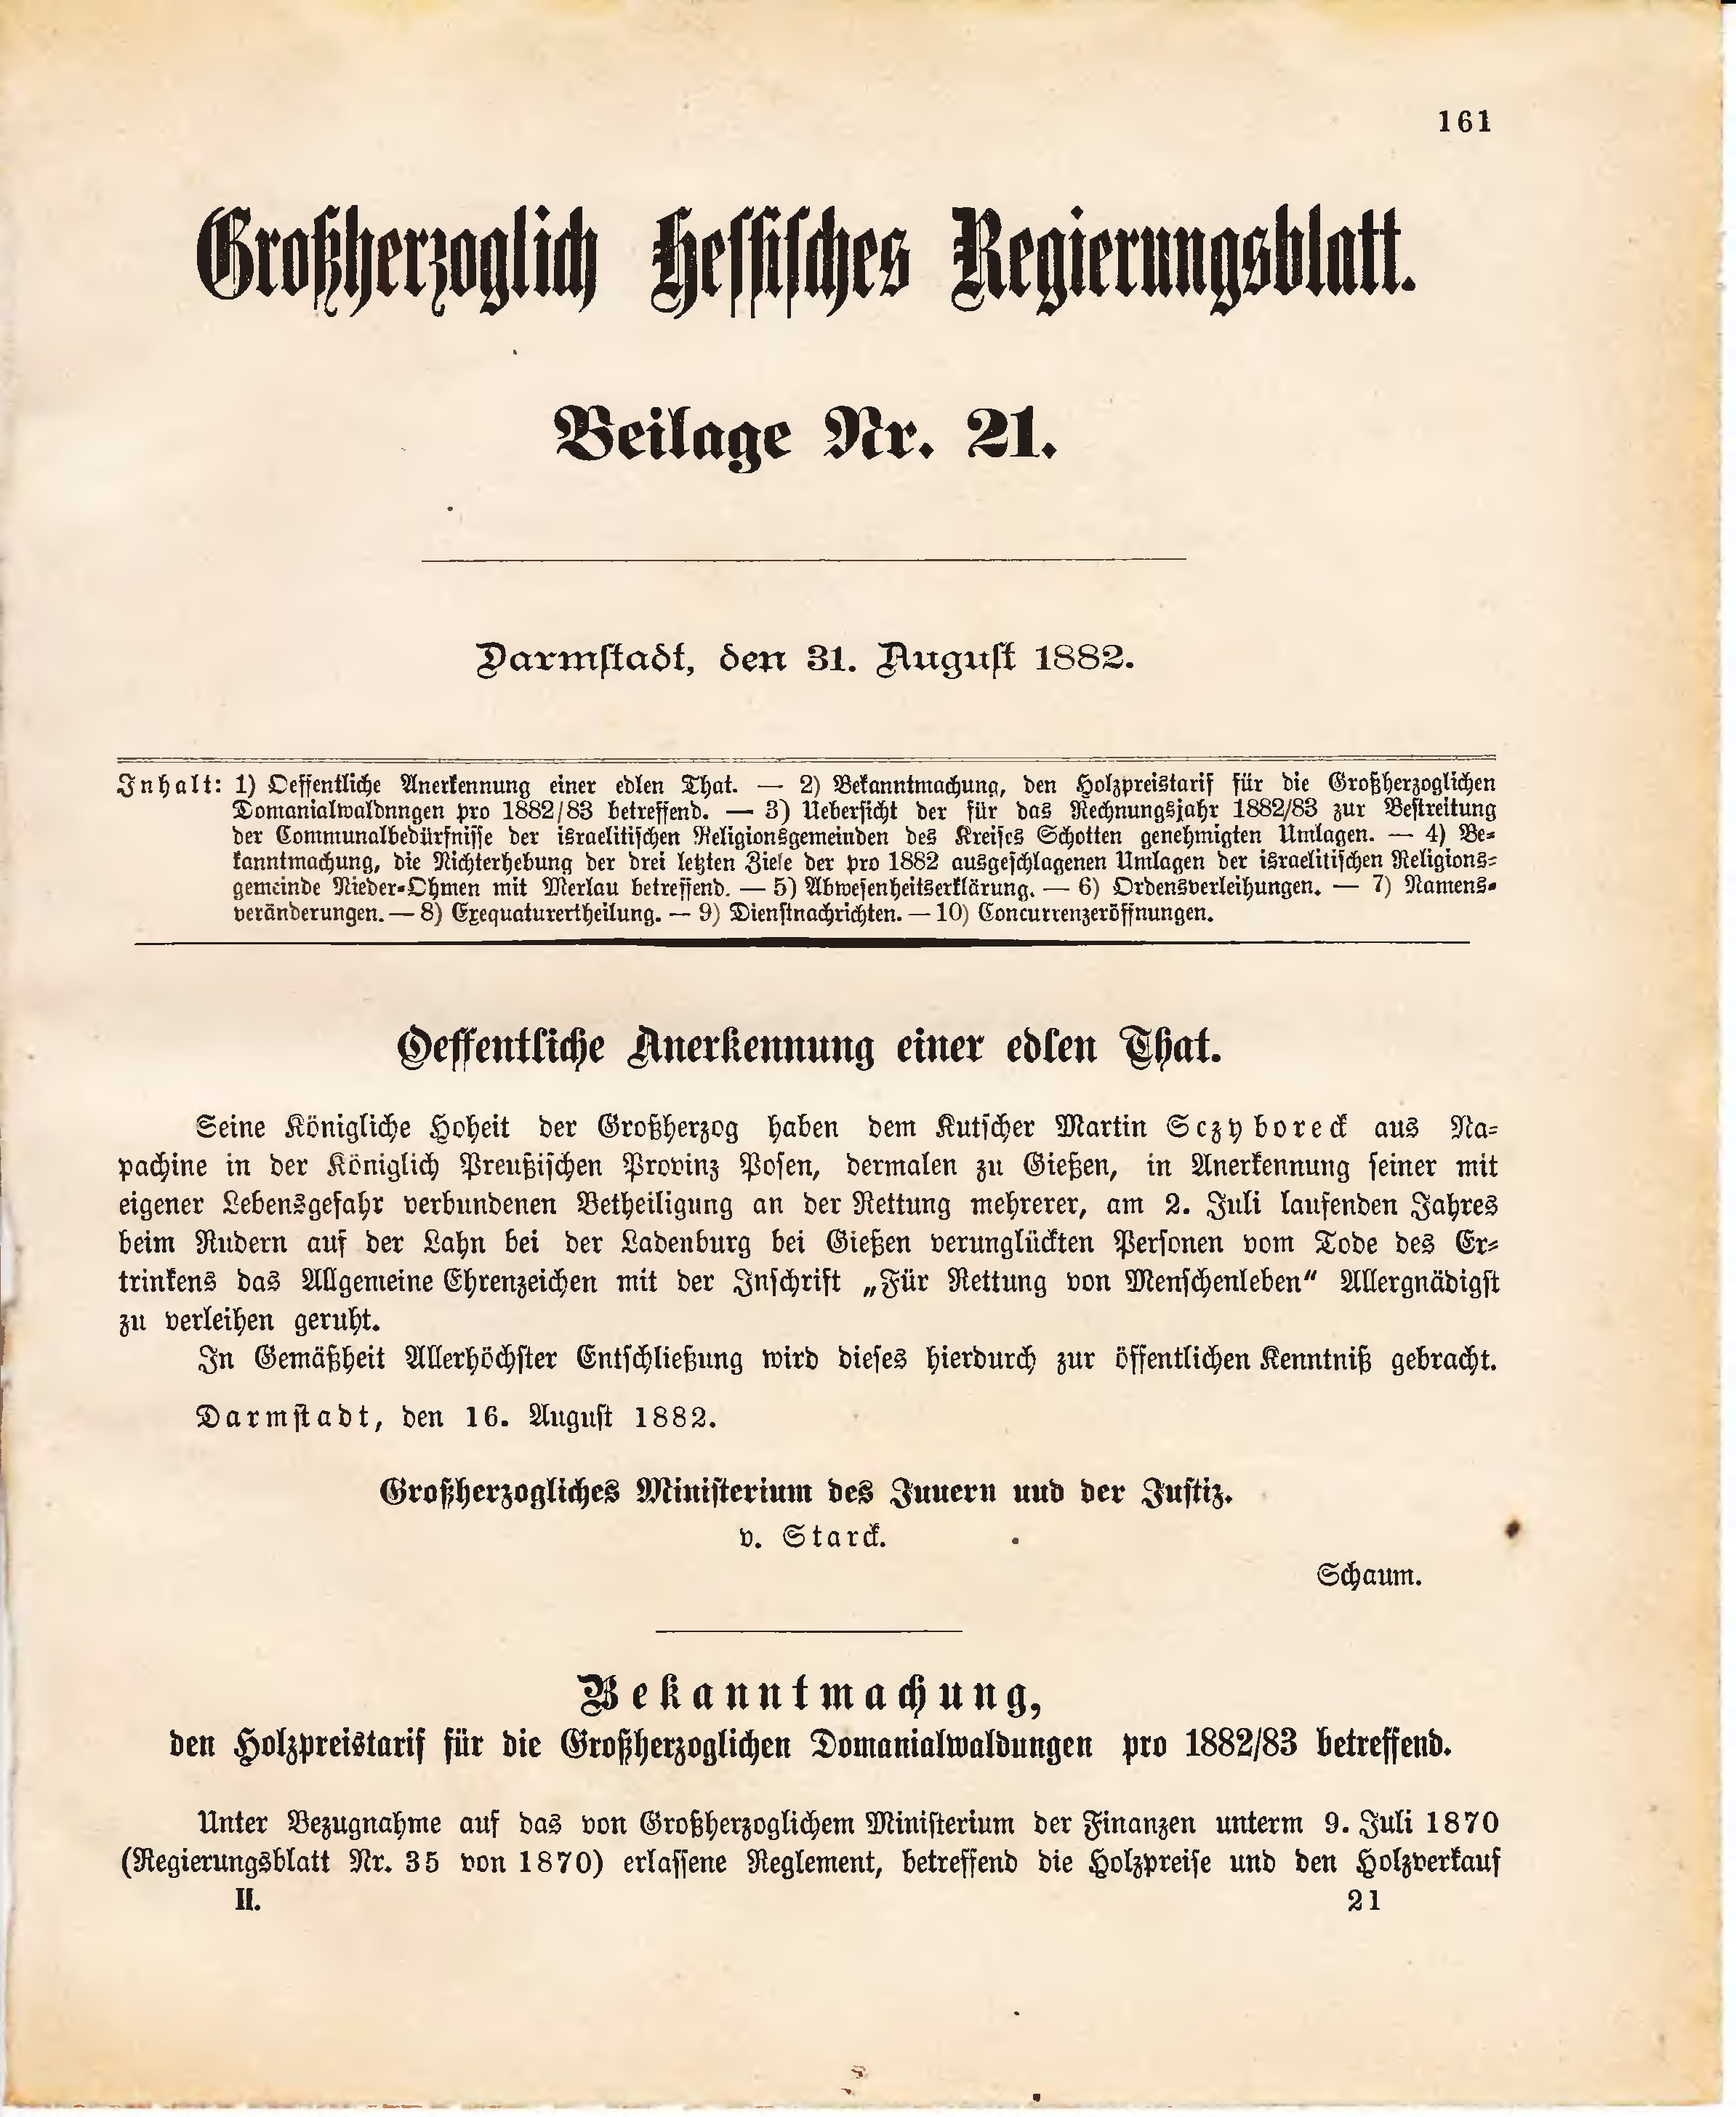 161
Großherzoglich Hessisches Regierungsblatt.
Beilage Nr. 21.
Darmstadt, den 31. August 1882.
Inhalt: 1) Oeffentliche Anerkennung einer edlen That. — 2) Bekanntmachung, den Holzpreistarif für die Großherzoglichen
Domanialwaldnngen pro 1882/83 betreffend. — 3) Uebersicht der für das Rechnungsjahr 1882/83 zur Bestreitung
der Communalbedürfnisse der israelitischen Religionsgemeinden des Kreises Schotten genehmigten Umlagen. — 4) Be-
kanntmachung, die Nichterhebung der drei letzten Ziele der pro 1882 ausgeschlagenen Umlagen der israelitischen Religions-
gemeinde Nieder-Ohmen mit Merlau betreffend. — 5) Abwesenheitserklärung. — 6) Ordensverleihungen. — 7) Namens-
veränderungen. — 8) Exequaturertheilung. — 9) Dienstnachrichten. — 10) Concurrenzeröffnungen.
Oeffentliche Anerkennung einer edlen That.
Seine Königliche Hoheit der Großherzog haben dem Kutscher Martin Sczyboreck aus Na-
pachine in der Königlich Preußischen Provinz Posen, dermalen zu Gießen, in Anerkennung seiner mit
eigener Lebensgefahr verbundenen Betheiligung an der Rettung mehrerer, am 2. Juli laufenden Jahres
beim Rudern auf der Lahn bei der Ladenburg bei Gießen verunglückten Personen vom Tode des Er-
trinkens das Allgemeine Ehrenzeichen mit der Inschrift „Für Rettung von Menschenleben“ Allergnädigst
zu verleihen geruht.
In Gemäßheit Allerhöchster Entschließung wird dieses hierdurch zur öffentlichen Kenntniß gebracht.
Darmstadt, den 16. August 1882.
Großherzogliches Ministerium des Innern und der Justiz.
v. Starck.
Schaum.
Bekanntmachung,
den Holzpreistarif für die Großherzoglichen Domanialwaldungen pro 1882/83 betreffend.
Unter Bezugnahme auf das von Großherzoglichem Ministerium der Finanzen unterm 9. Juli 1870
(Regierungsblatt Nr. 35 von 1870) erlassene Reglement, betreffend die Holzpreise und den Holzverkauf
II.
21